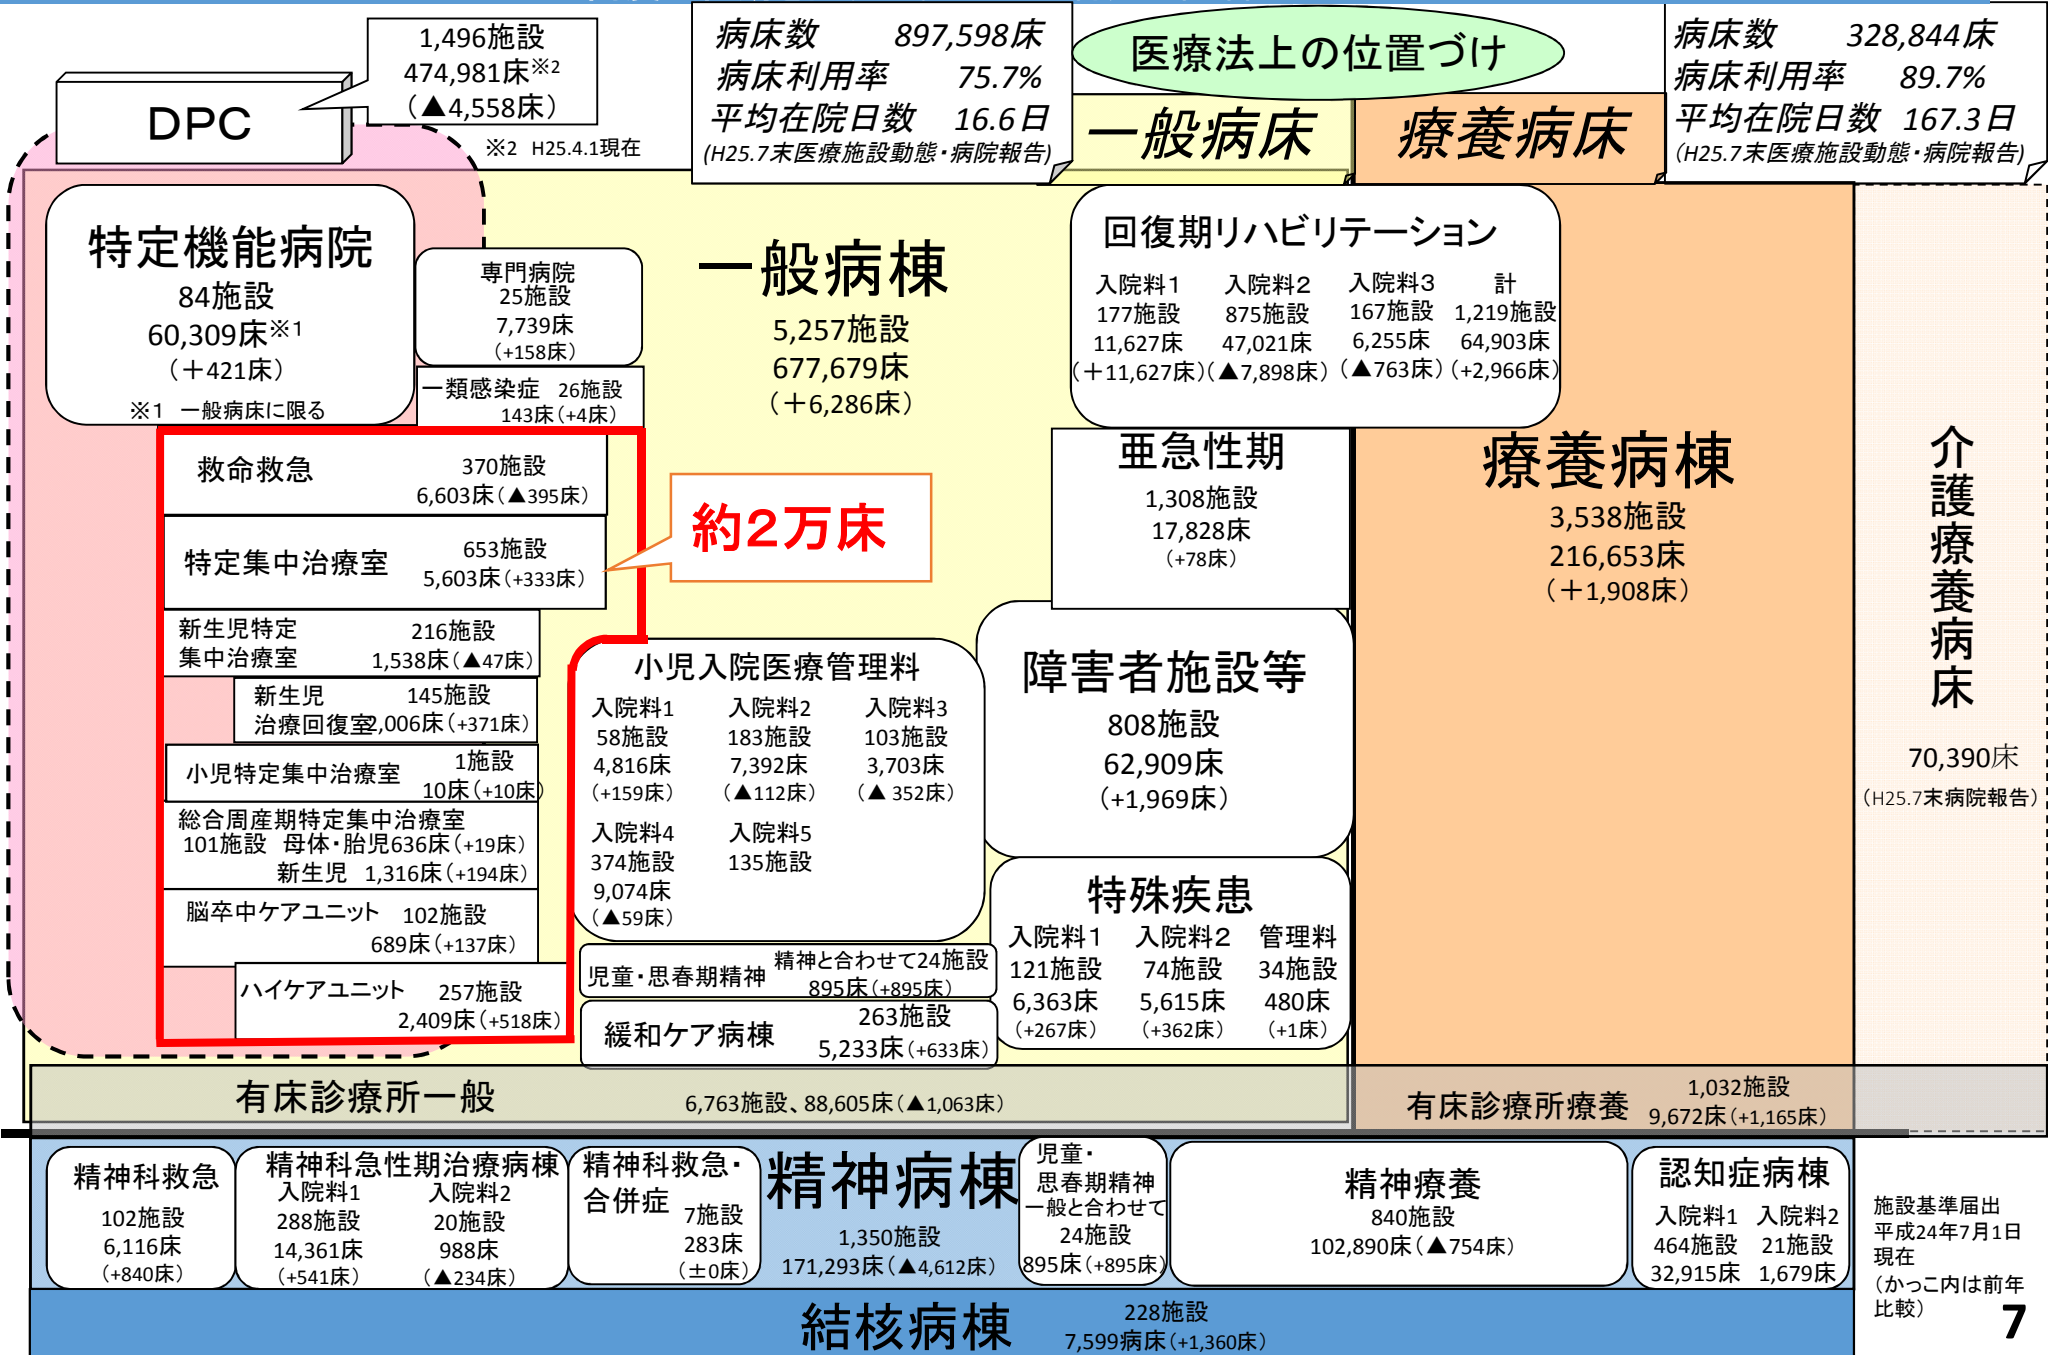 1,496施設
474,981床※2
（▲4,558床）
DPC
※2 H25.4.1現在
病床数 897,598床
病床利用率 75.7%
平均在院日数 16.6日
(H25.7末医療施設動態・病院報告)
医療法上の位置づけ
一般病床
療養病床
病床数 328,844床
病床利用率 89.7%
平均在院日数 167.3日
(H25.7末医療施設動態・病院報告)
特定機能病院
84施設
60,309床※1
（＋421床）
※1 一般病床に限る
専門病院
25施設
7,739床
（+158床）
一類感染症 26施設
143床（+4床）
一般病棟
5,257施設
677,679床
（＋6,286床）
回復期リハビリテーション
入院料1 入院料2 入院料3 計
177施設 875施設 167施設 1,219施設
11,627床 47,021床 6,255床 64,903床
（＋11,627床）（▲7,898床）（▲763床）（+2,966床）
救命救急 370施設
6,603床（▲395床）
特定集中治療室 653施設
5,603床（+333床）
約2万床
新生児特定 216施設
集中治療室 1,538床（▲47床）
新生児 145施設
治療回復室 2,006床（+371床）
小児特定集中治療室 1施設
10床（+10床）
総合周産期特定集中治療室
101施設 母体・胎児636床（+19床）
新生児 1,316床（+194床）
脳卒中ケアユニット 102施設
689床（+137床）
ハイケアユニット 257施設
2,409床（+518床）
小児入院医療管理料
入院料1 入院料2 入院料3
58施設 183施設 103施設
4,816床 7,392床 3,703床
（+159床） （▲112床） （▲ 352床）
入院料4 入院料5
374施設 135施設
9,074床
（▲59床）
児童・思春期精神 精神と合わせて24施設
895床（+895床）
緩和ケア病棟 263施設
5,233床（+633床）
亜急性期
1,308施設
17,828床
（+78床）
障害者施設等
808施設
62,909床
（+1,969床）
特殊疾患
入院料1 入院料2 管理料
121施設 74施設 34施設
6,363床 5,615床 480床
（+267床） （+362床） （+1床）
療養病棟
3,538施設
216,653床
（＋1,908床）
介護療養病床
70,390床
（H25.7末病院報告）
有床診療所一般 6,763施設、88,605床（▲1,063床）
有床診療所療養 1,032施設
9,672床（+1,165床）
精神科救急
102施設
6,116床
（+840床）
精神科急性期治療病棟
入院料1 入院料2
288施設 20施設
14,361床 988床
（+541床） （▲234床）
精神科救急・
合併症 7施設
283床
（±0床）
精神病棟
1,350施設
171,293床（▲4,612床）
児童・
思春期精神
一般と合わせて
24施設
895床（+895床）
精神療養
840施設
102,890床（▲754床）
認知症病棟
入院料1 入院料2
464施設 21施設
32,915床 1,679床
結核病棟 228施設
7,599病床（+1,360床）
施設基準届出
平成24年7月1日
現在
（かっこ内は前年
比較）
7